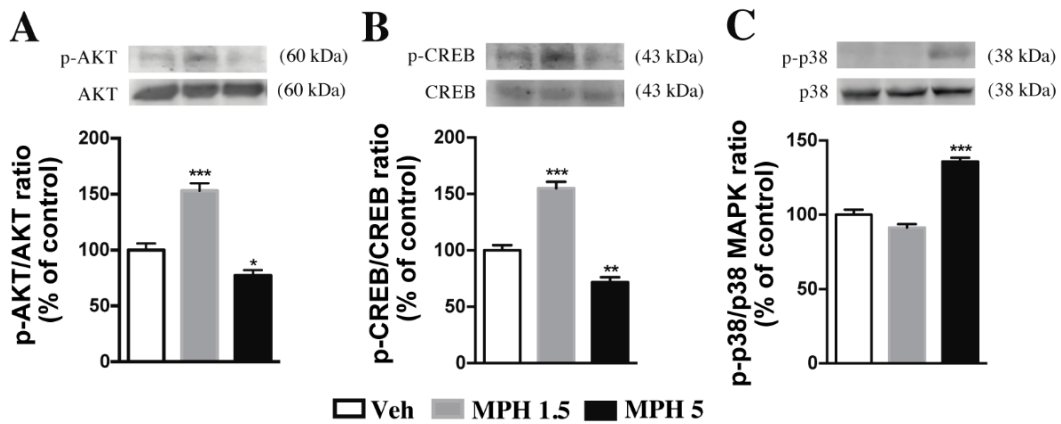 A
p-AKT (60 kDa)
AKT (60 kDa)
p-AKT/AKT ratio
(% of control)
200
150
100
50
0
***
*
B
p-CREB (43 kDa)
CREB (43 kDa)
p-CREB/CREB ratio
(% of control)
200
150
100
50
0
***
**
C
p-p38 (38 kDa)
p38 (38 kDa)
p-p38/p38 MAPK ratio
(% of control)
150
100
50
0
***
Veh MPH 1.5 MPH 5